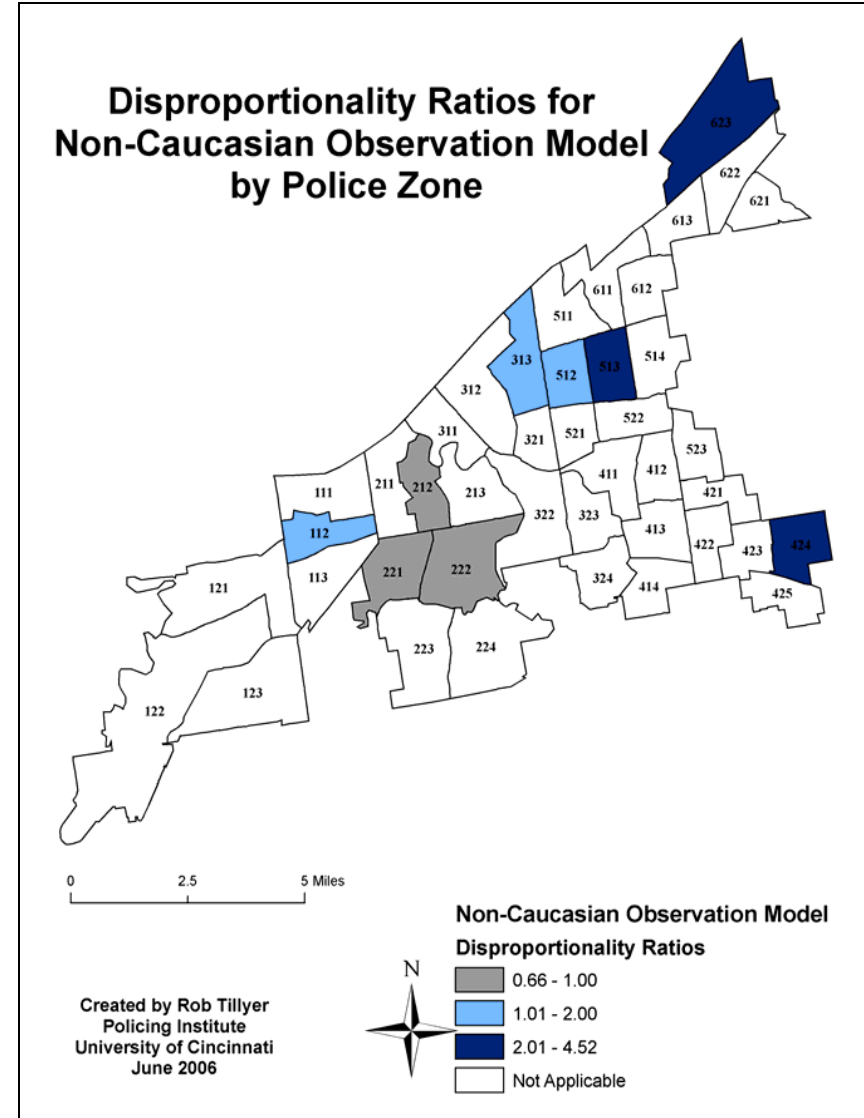 Disproportionality Ratios for
Non-Caucasian Observation Model
by Police Zone
623
622
621
613
611
612
511
313
512
513
514
312
522
311
321
521
523
411
412
211
212
213
421
111
322
323
112
413
422
423
424
221
222
113
324
121
414
425
223
224
123
122
0
2.5
5 Miles
Non-Caucasian Observation Model
Disproportionality Ratios
N
0.66 - 1.00
1.01 - 2.00
2.01 - 4.52
Not Applicable
Created by Rob Tillyer
Policing Institute
University of Cincinnati
June 2006